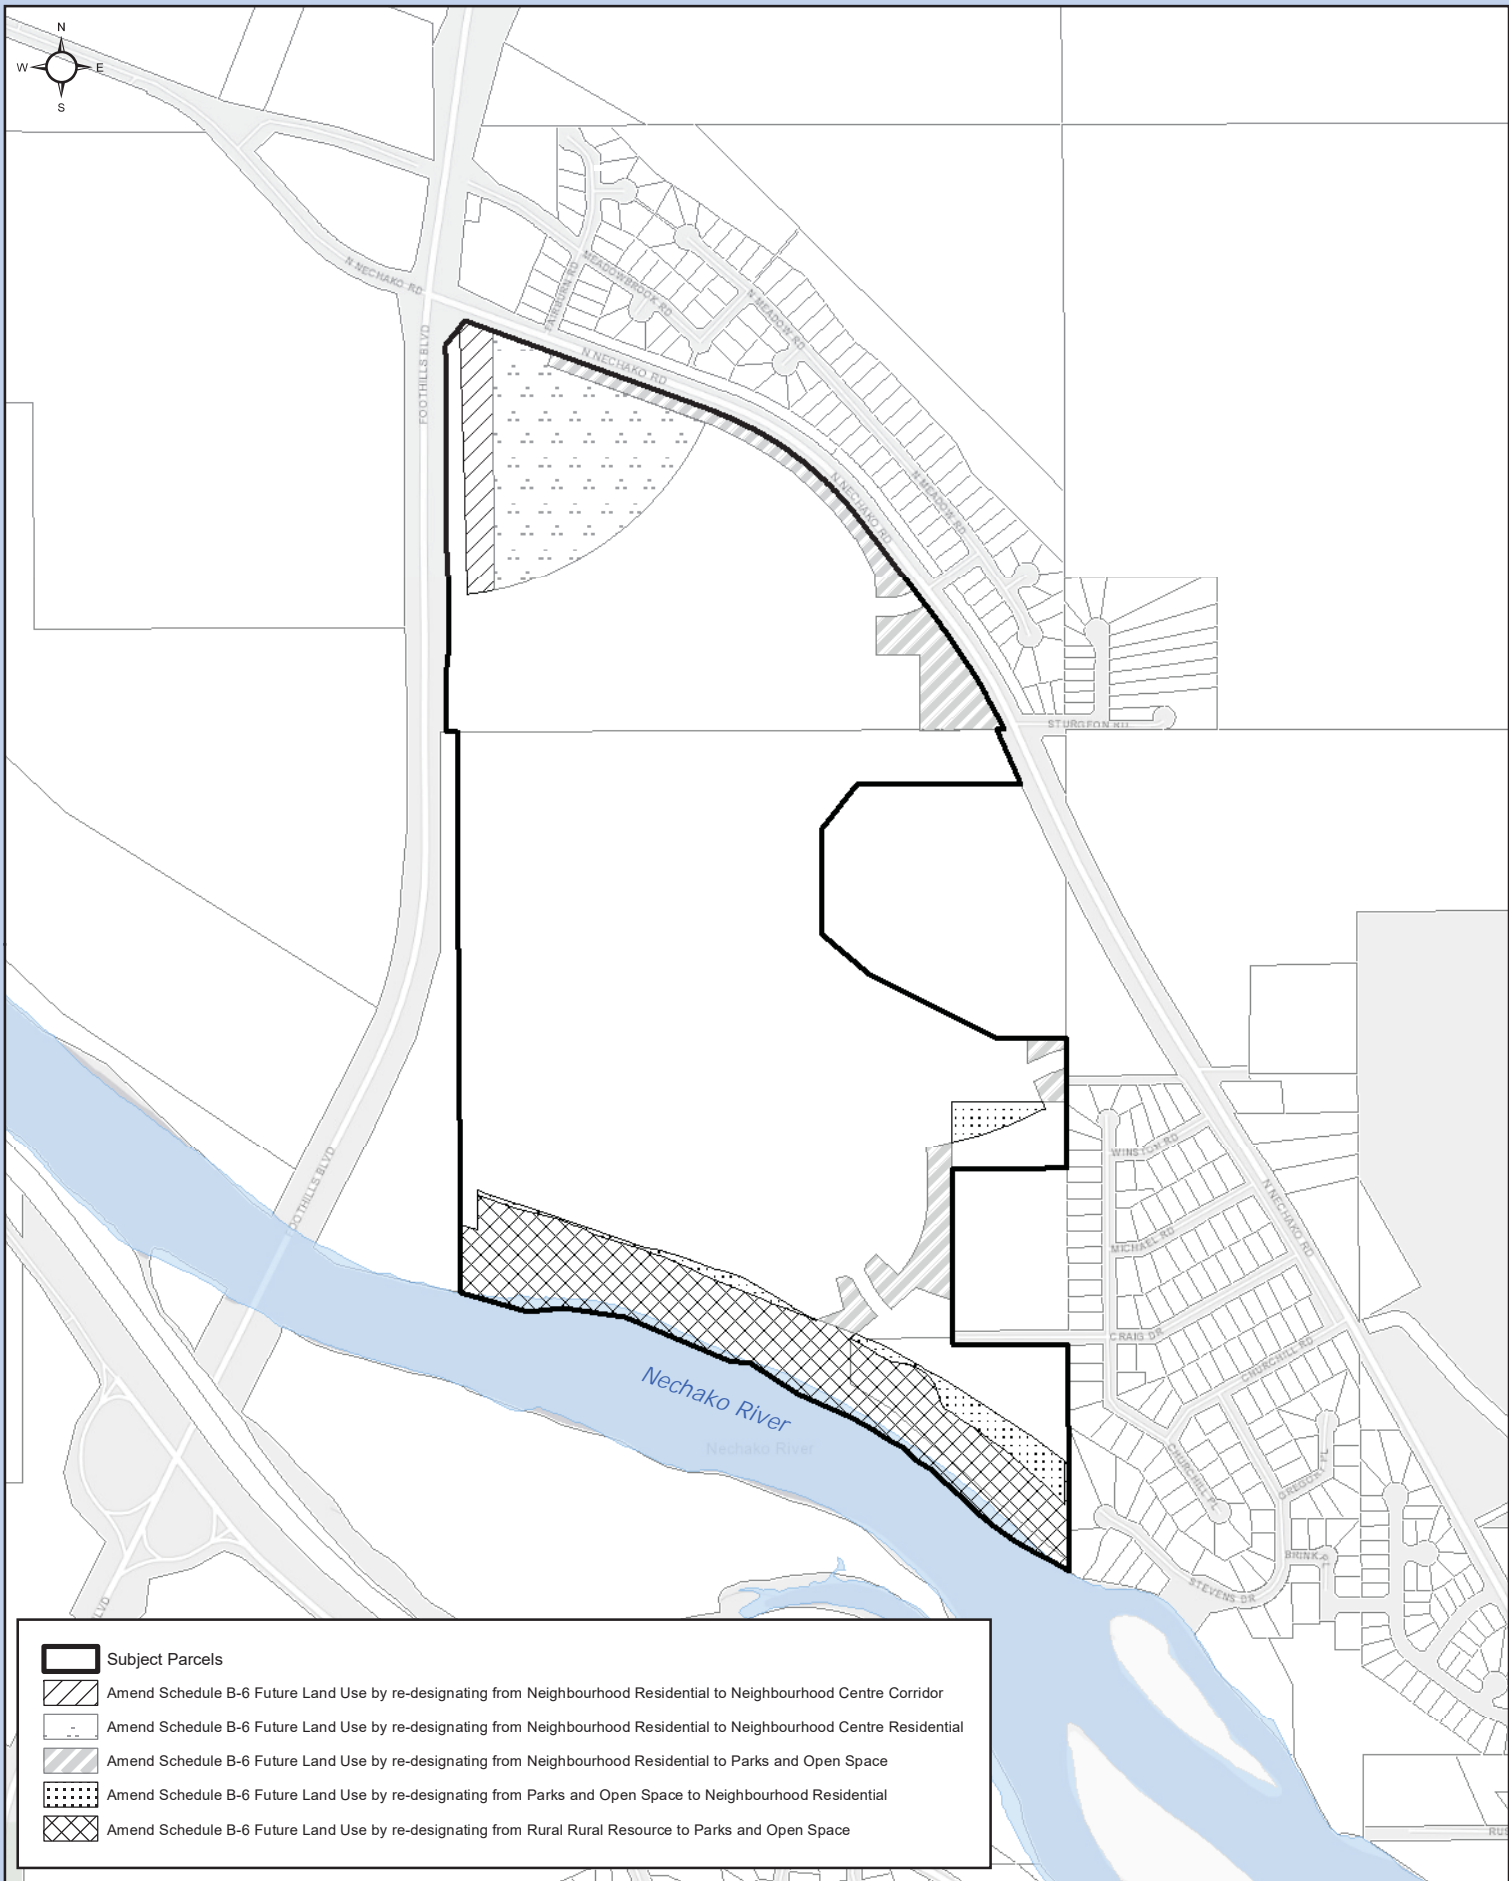 N
W E
S
N NECHAKO RD
FOOTHILLS BLVD
FAIRBURN RD
MEADOWBROOK RD
N MEADOW RD
N NECHAKO RD
N MEADOW RD
N NECHAKO RD
STURGEON RD
FOOTHILLS BLVD
WINSTON RD
N NECHAKO RD
MICHAEL RD
CRAIG DR
CHURCHILL RD
Nechako River
Nechako River
CHURCHILL PL
GREGORY PL
BRINK PL
STEVENS DR
BLVD
RUS
Subject Parcels
Amend Schedule B-6 Future Land Use by re-designating from Neighbourhood Residential to Neighbourhood Centre Corridor
Amend Schedule B-6 Future Land Use by re-designating from Neighbourhood Residential to Neighbourhood Centre Residential
Amend Schedule B-6 Future Land Use by re-designating from Neighbourhood Residential to Parks and Open Space
Amend Schedule B-6 Future Land Use by re-designating from Parks and Open Space to Neighbourhood Residential
Amend Schedule B-6 Future Land Use by re-designating from Rural Rural Resource to Parks and Open Space